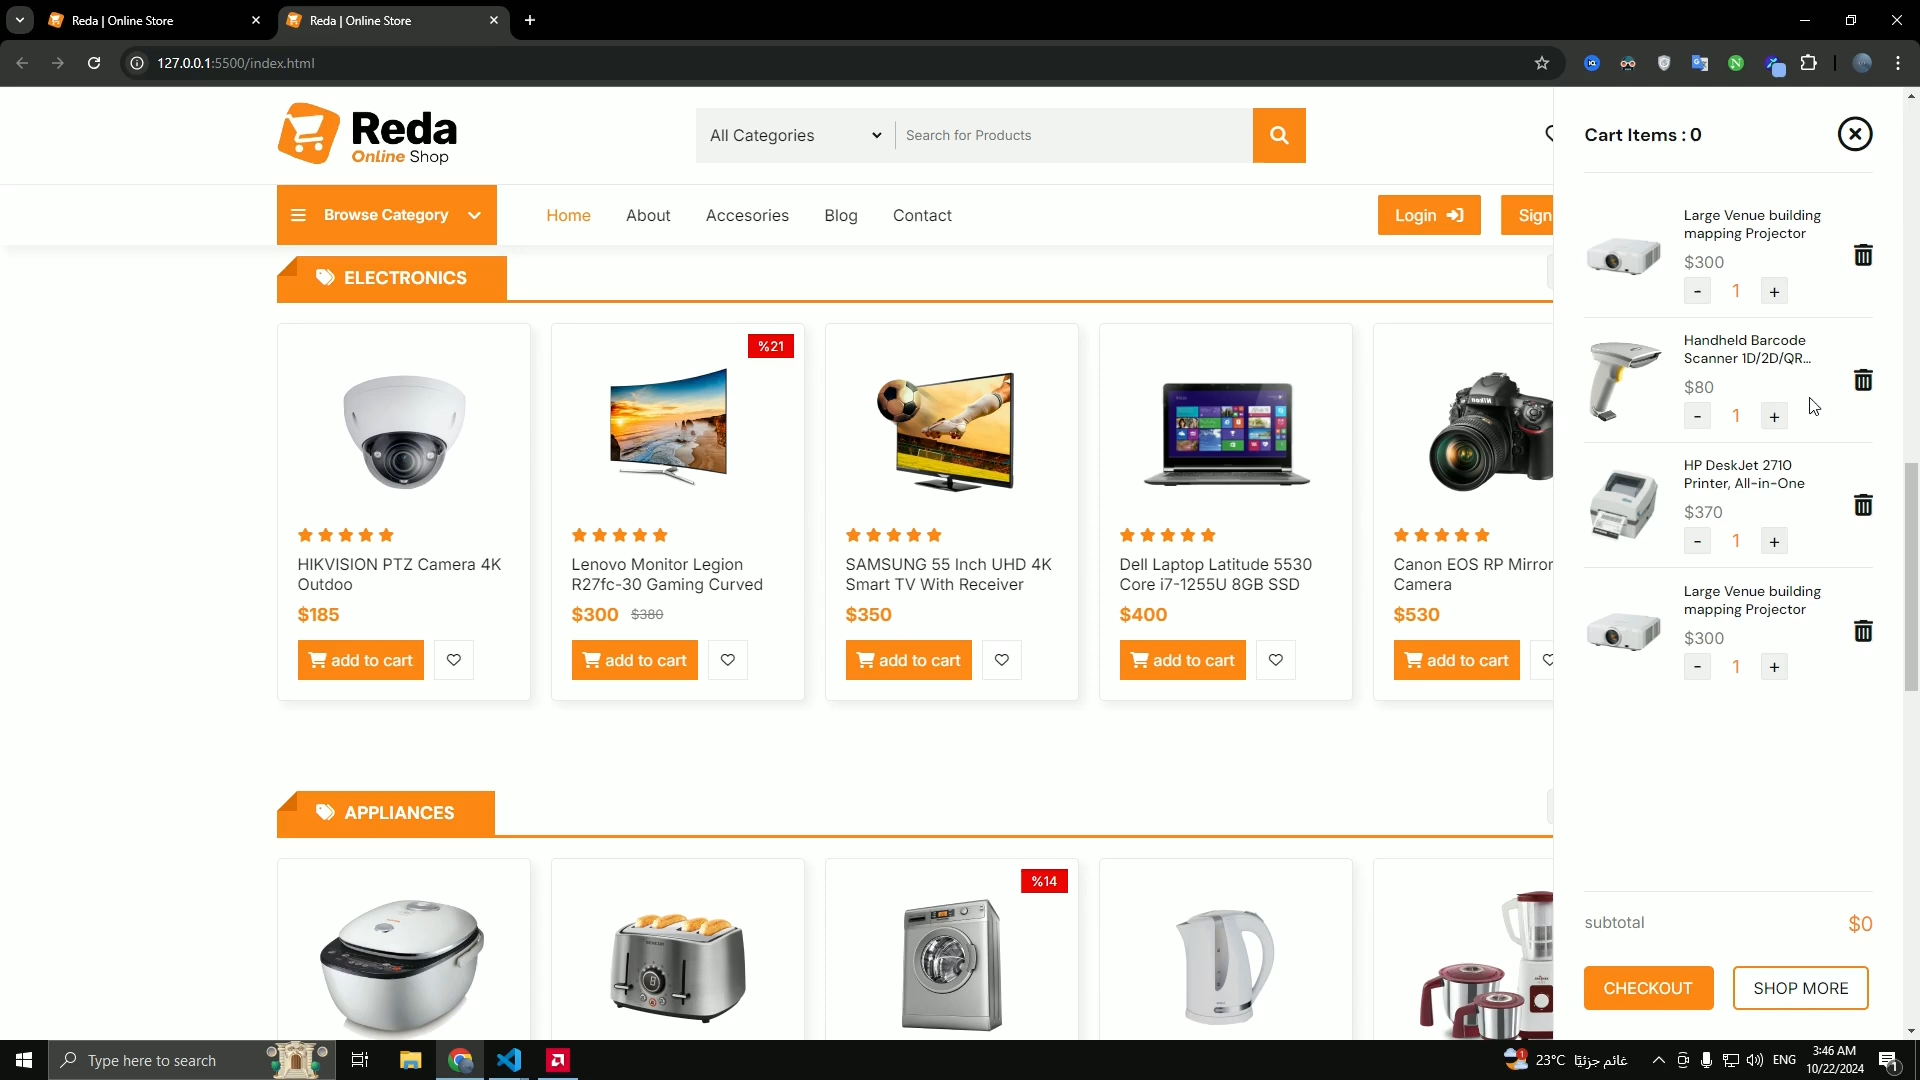 Reda | Online Store
Reda | Online Store
127.0.0.1:5500/index.html
Reda
Online Shop
All Categories
Search for Products
Browse Category
Home
About
Accesories
Blog
Contact
Login
Sign
ELECTRONICS
%21
HIKVISION PTZ Camera 4K
Outdoo
$185
add to cart
Lenovo Monitor Legion
R27fc-30 Gaming Curved
$300 $380
add to cart
SAMSUNG 55 Inch UHD 4K
Smart TV With Receiver
$350
add to cart
Dell Laptop Latitude 5530
Core i7-1255U 8GB SSD
$400
add to cart
Canon EOS RP Mirror
Camera
$530
add to cart
APPLIANCES
%14
Cart Items : 0
Large Venue building
mapping Projector
$300
- 1 +
Handheld Barcode
Scanner 1D/2D/QR...
$80
- 1 +
HP DeskJet 2710
Printer, All-in-One
$370
- 1 +
Large Venue building
mapping Projector
$300
- 1 +
subtotal
$0
CHECKOUT
SHOP MORE
Type here to search
23°C غائم جزئيًا
ENG
3:46 AM
10/22/2024
1